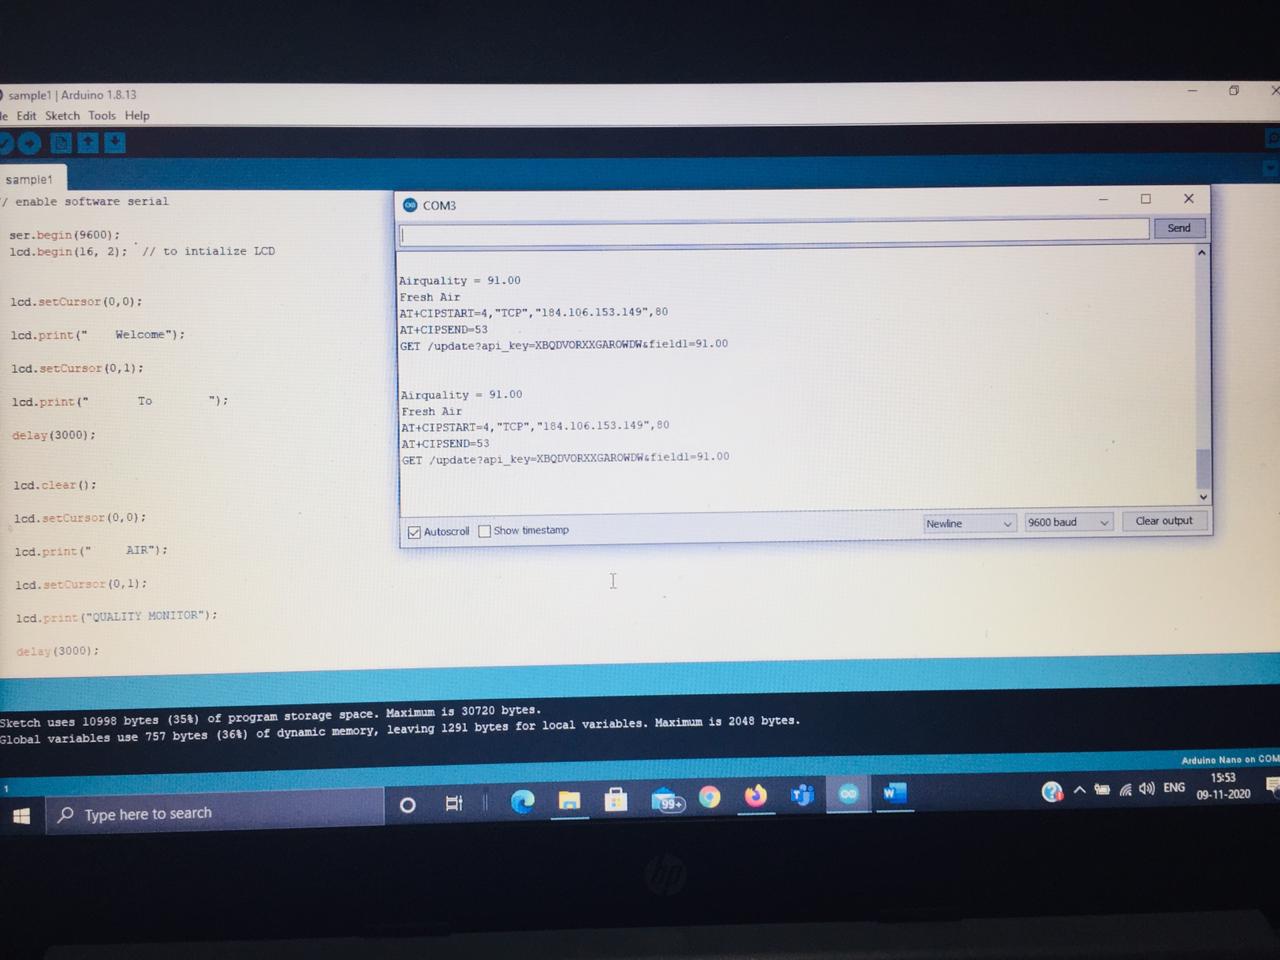 sample1 | Arduino 1.8.13
Edit Sketch Tools Help
sample1
/ enable software serial
ser.begin(9600);
lcd.begin(16, 2); // to intialize LCD
lcd.setCursor(0,0);
lcd.print("    Welcome");
lcd.setCursor(0,1);
lcd.print("       To        ");
delay(3000);
lcd.clear();
lcd.setCursor(0,0);
lcd.print("     AIR");
lcd.setCursor(0,1);
lcd.print("QUALITY MONITOR");
delay(3000);
COM3
Send
Airquality = 91.00
Fresh Air
AT+CIPSTART=4,"TCP","184.106.153.149",80
AT+CIPSEND=53
GET /update?api_key=XBQDVORXXGAROWDW&field1=91.00
Airquality = 91.00
Fresh Air
AT+CIPSTART=4,"TCP","184.106.153.149",80
AT+CIPSEND=53
GET /update?api_key=XBQDVORXXGAROWDW&field1=91.00
Autoscroll Show timestamp Newline 9600 baud Clear output
Sketch uses 10998 bytes (35%) of program storage space. Maximum is 30720 bytes.
Global variables use 757 bytes (36%) of dynamic memory, leaving 1291 bytes for local variables. Maximum is 2048 bytes.
1
Arduino Nano on COM
Type here to search
99+
W
ENG
15:53
09-11-2020
hp